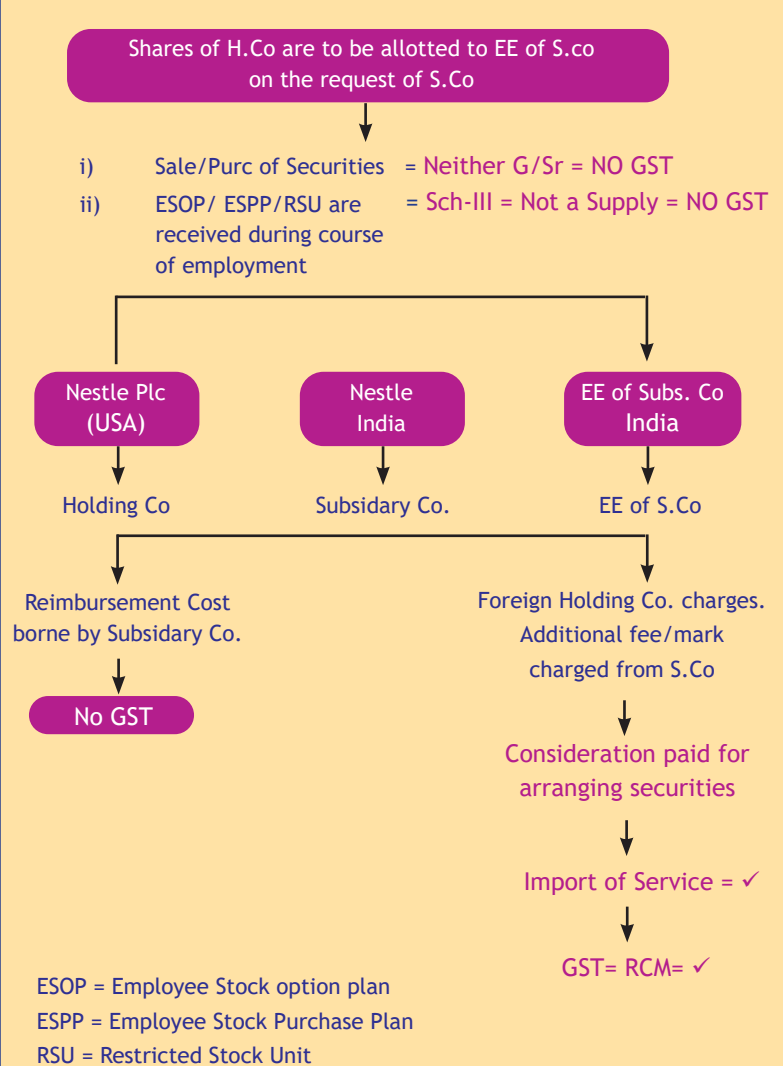 Shares of H.Co are to be allotted to EE of S.co
on the request of S.Co
i) Sale/Purc of Securities = Neither G/Sr = NO GST
ii) ESOP/ ESPP/RSU are = Sch-III = Not a Supply = NO GST
received during course
of employment
Nestle Plc
(USA)
Nestle
India
EE of Subs. Co
India
Holding Co
Subsidary Co.
EE of S.Co
Reimbursement Cost
borne by Subsidary Co.
No GST
Foreign Holding Co. charges.
Additional fee/mark
charged from S.Co
Consideration paid for
arranging securities
Import of Service = ✓
GST= RCM= ✓
ESOP = Employee Stock option plan
ESPP = Employee Stock Purchase Plan
RSU = Restricted Stock Unit